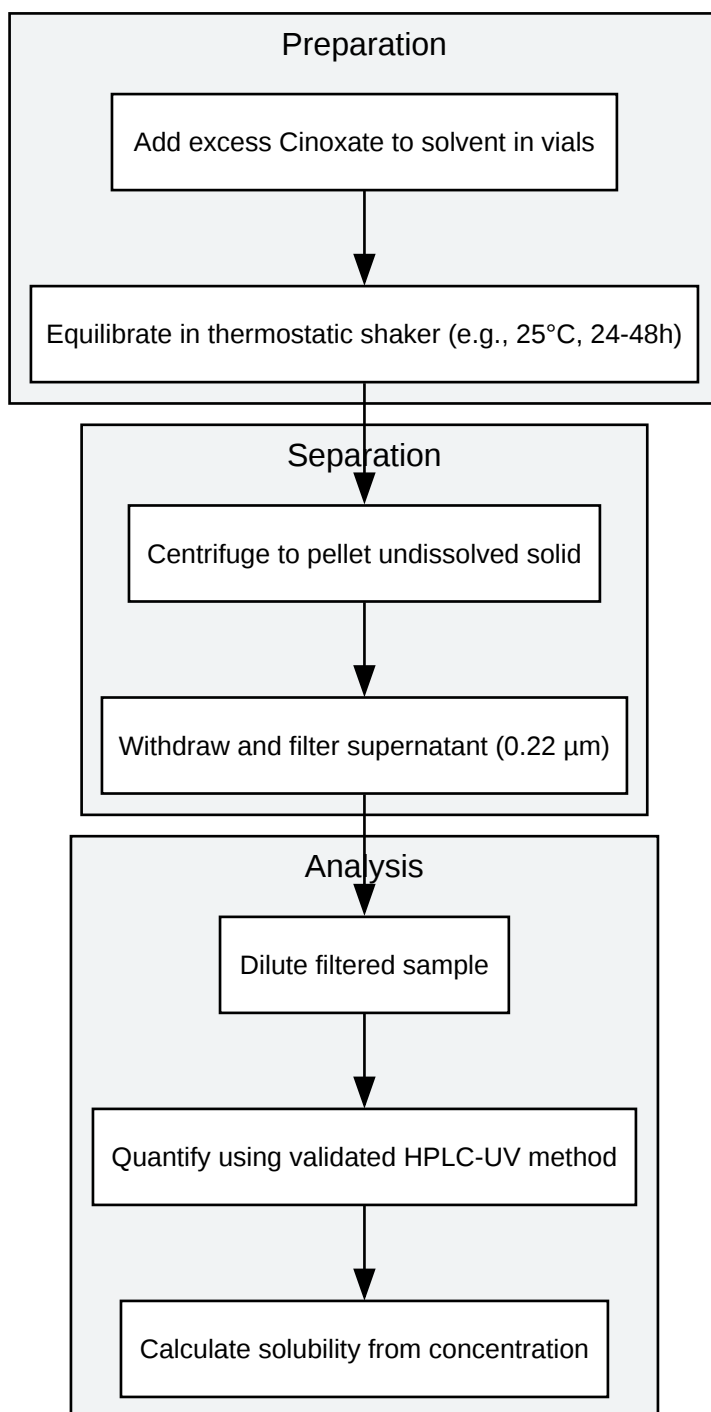 Preparation
Add excess Cinoxate to solvent in vials
Equilibrate in thermostatic shaker (e.g., 25°C, 24-48h)
Separation
Centrifuge to pellet undissolved solid
Withdraw and filter supernatant (0.22 µm)
Analysis
Dilute filtered sample
Quantify using validated HPLC-UV method
Calculate solubility from concentration